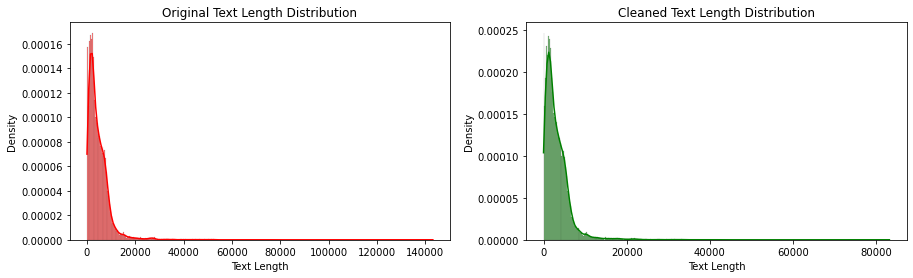 Original Text Length Distribution
Density
0.00016
0.00014
0.00012
0.00010
0.00008
0.00006
0.00004
0.00002
0.00000
0 20000 40000 60000 80000 100000 120000 140000
Text Length
Cleaned Text Length Distribution
Density
0.00025
0.00020
0.00015
0.00010
0.00005
0.00000
0 20000 40000 60000 80000
Text Length